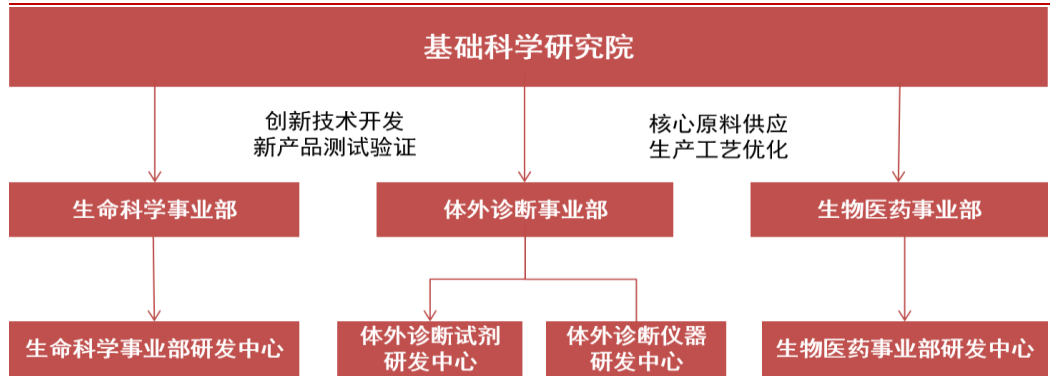 基础科学研究院
创新技术开发
新产品测试验证
核心原料供应
生产工艺优化
生命科学事业部
体外诊断事业部
生物医药事业部
生命科学事业部研发中心
体外诊断试剂
研发中心
体外诊断仪器
研发中心
生物医药事业部研发中心